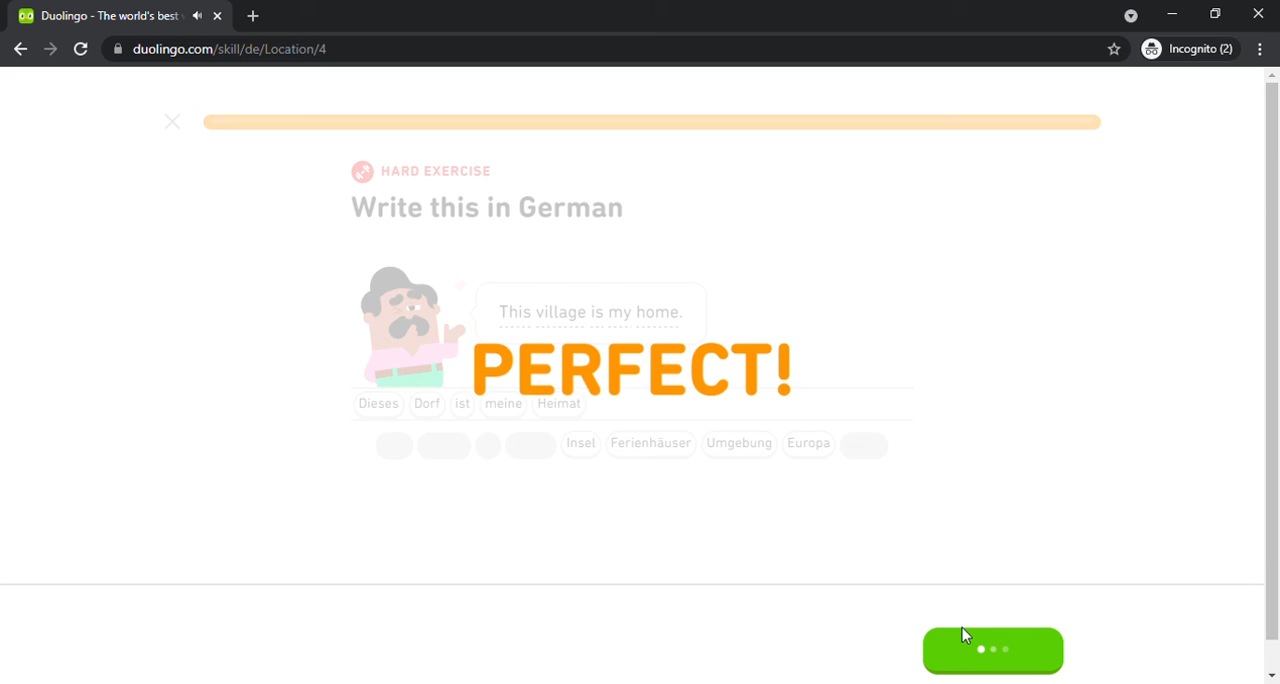 Duolingo - The world's best
duolingo.com/skill/de/Location/4
Incognito (2)
HARD EXERCISE
Write this in German
This village is my home.
PERFECT!
Dieses Dorf ist meine Heimat
Insel Ferienhäuser Umgebung Europa